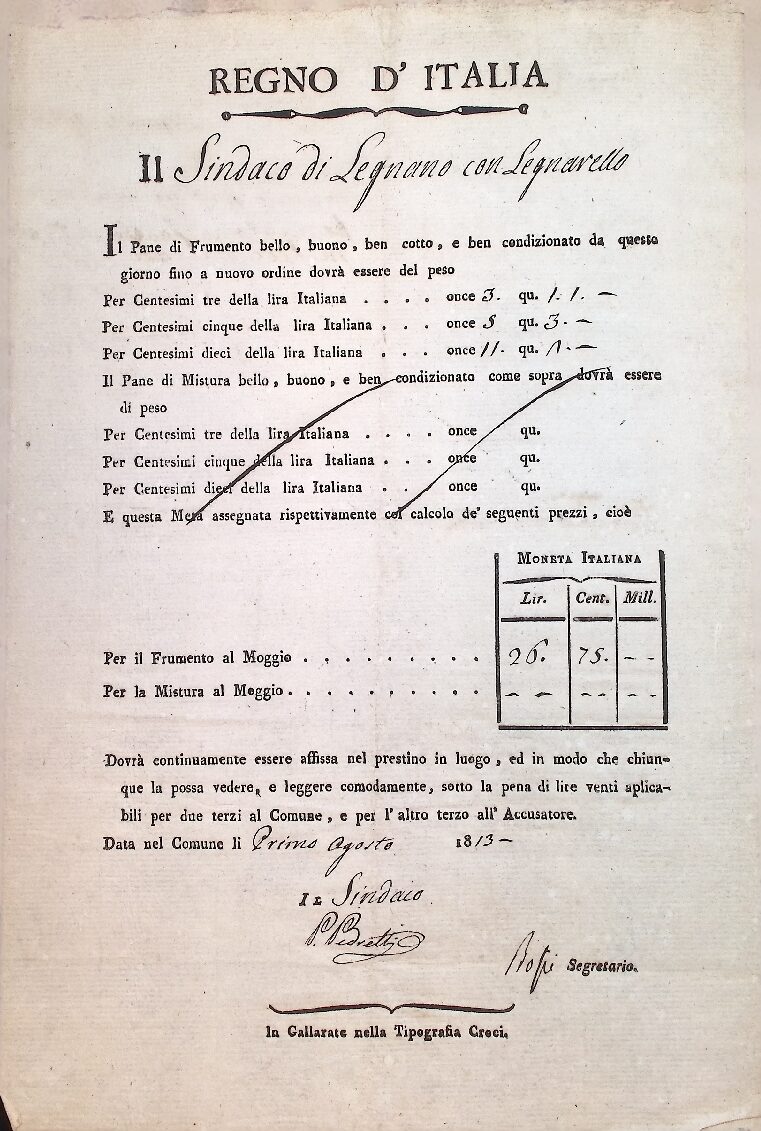 REGNO D' ITALIA
Il Sindaco di Legnano con Legnarello
Il Pane di Frumento bello, buono, ben cotto, e ben condizionato da questo
giorno fino a nuovo ordine dovrà essere del peso
Per Centesimi tre della lira Italiana . . . . once 3. qu. 1. 1. —
Per Centesimi cinque della lira Italiana . . . once 5 qu. 3. —
Per Centesimi dieci della lira Italiana . . . once 11. qu. 1. —
Il Pane di Mistura bello, buono, e ben condizionato come sopra dovrà essere
di peso
Per Centesimi tre della lira Italiana . . . . once qu.
Per Centesimi cinque della lira Italiana . . . once qu.
Per Centesimi dieci della lira Italiana . . . once qu.
E questa Meta assegnata rispettivamente col calcolo de' seguenti prezzi, cioè
MONETA ITALIANA
Lir. Cent. Mill.
Per il Frumento al Moggio . . . . . . . . . 26. 75. - -
Per la Mistura al Moggio . . . . . . . . . . - - - - - -
Dovrà continuamente essere affissa nel prestino in luogo, ed in modo che chiun-
que la possa vedere, e leggere comodamente, sotto la pena di lire venti aplica-
bili per due terzi al Comune, e per l'altro terzo all' Accusatore.
Data nel Comune li Primo Agosto 1813 —
IL Sindaco
P. Pedretti
Rossi Segretario.
In Gallarate nella Tipografia Croci.